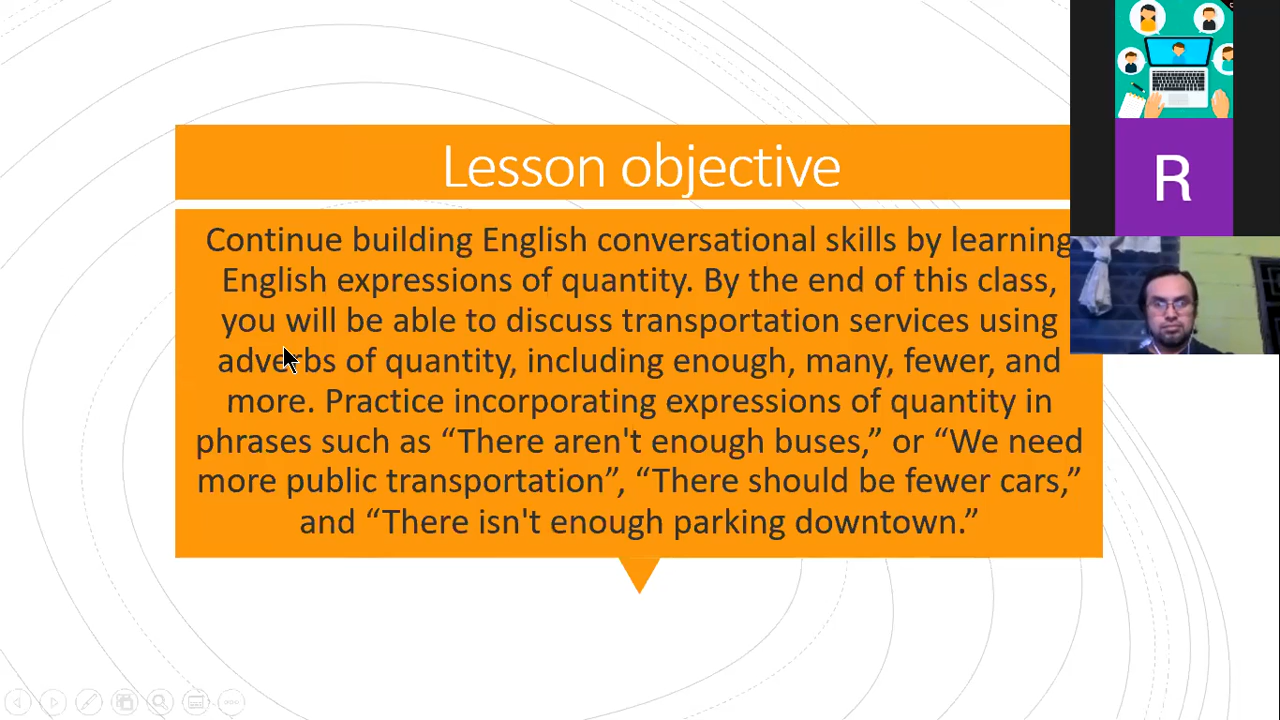 Lesson objective
Continue building English conversational skills by learning
English expressions of quantity. By the end of this class,
you will be able to discuss transportation services using
adverbs of quantity, including enough, many, fewer, and
more. Practice incorporating expressions of quantity in
phrases such as “There aren't enough buses,” or “We need
more public transportation”, “There should be fewer cars,”
and “There isn't enough parking downtown.”
R